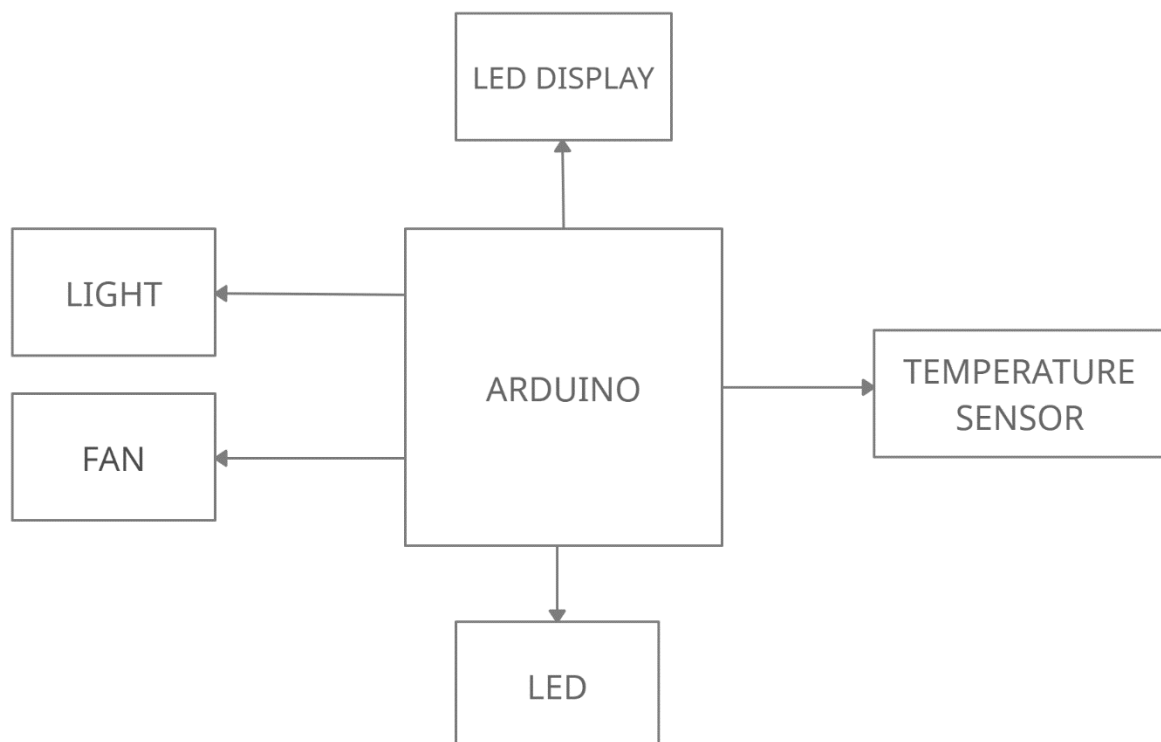 LED DISPLAY
LIGHT
ARDUINO
TEMPERATURE
SENSOR
FAN
LED